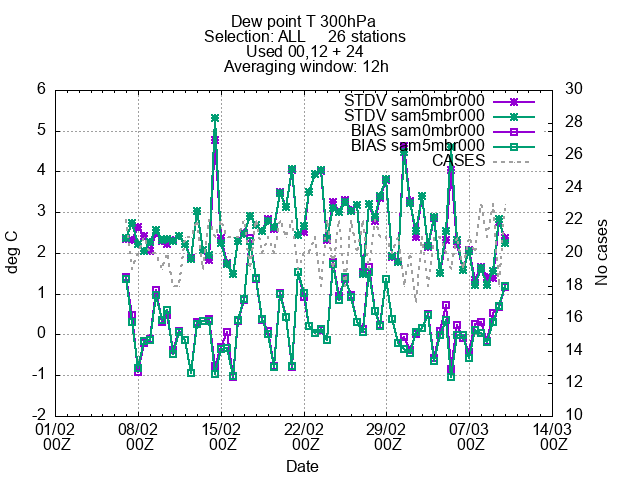 Dew point T 300hPa
Selection: ALL 26 stations
Used 00,12 + 24
Averaging window: 12h
STDV sam0mbr000
STDV sam5mbr000
BIAS sam0mbr000
BIAS sam5mbr000
CASES
6
5
4
3
2
1
0
-1
-2
deg C
30
28
26
24
22
20
18
16
14
12
10
No cases
01/02 08/02 15/02 22/02 29/02 07/03 14/03
00Z 00Z 00Z 00Z 00Z 00Z 00Z
Date